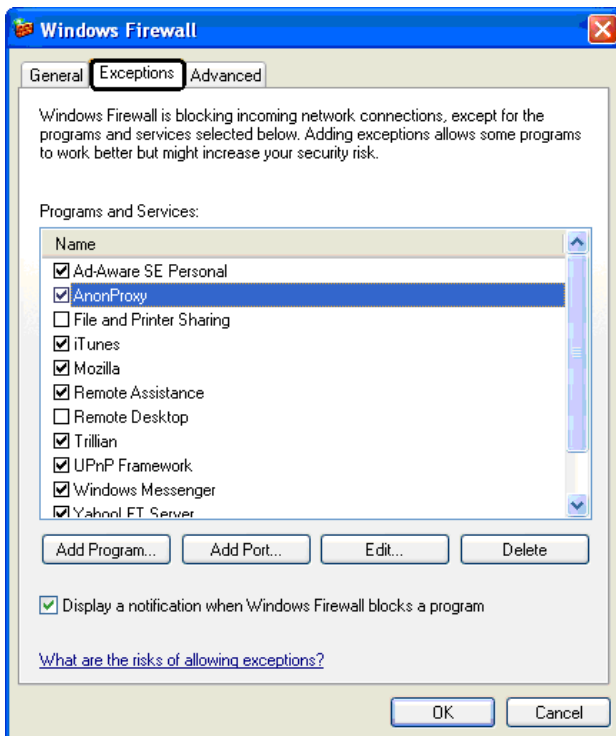 Windows Firewall
General Exceptions Advanced
Windows Firewall is blocking incoming network connections, except for the
programs and services selected below. Adding exceptions allows some programs
to work better but might increase your security risk.
Programs and Services:
Name
Ad-Aware SE Personal
AnonProxy
File and Printer Sharing
iTunes
Mozilla
Remote Assistance
Remote Desktop
Trillian
UPnP Framework
Windows Messenger
Yahoo! FT Server
Add Program... Add Port... Edit... Delete
Display a notification when Windows Firewall blocks a program
What are the risks of allowing exceptions?
OK Cancel